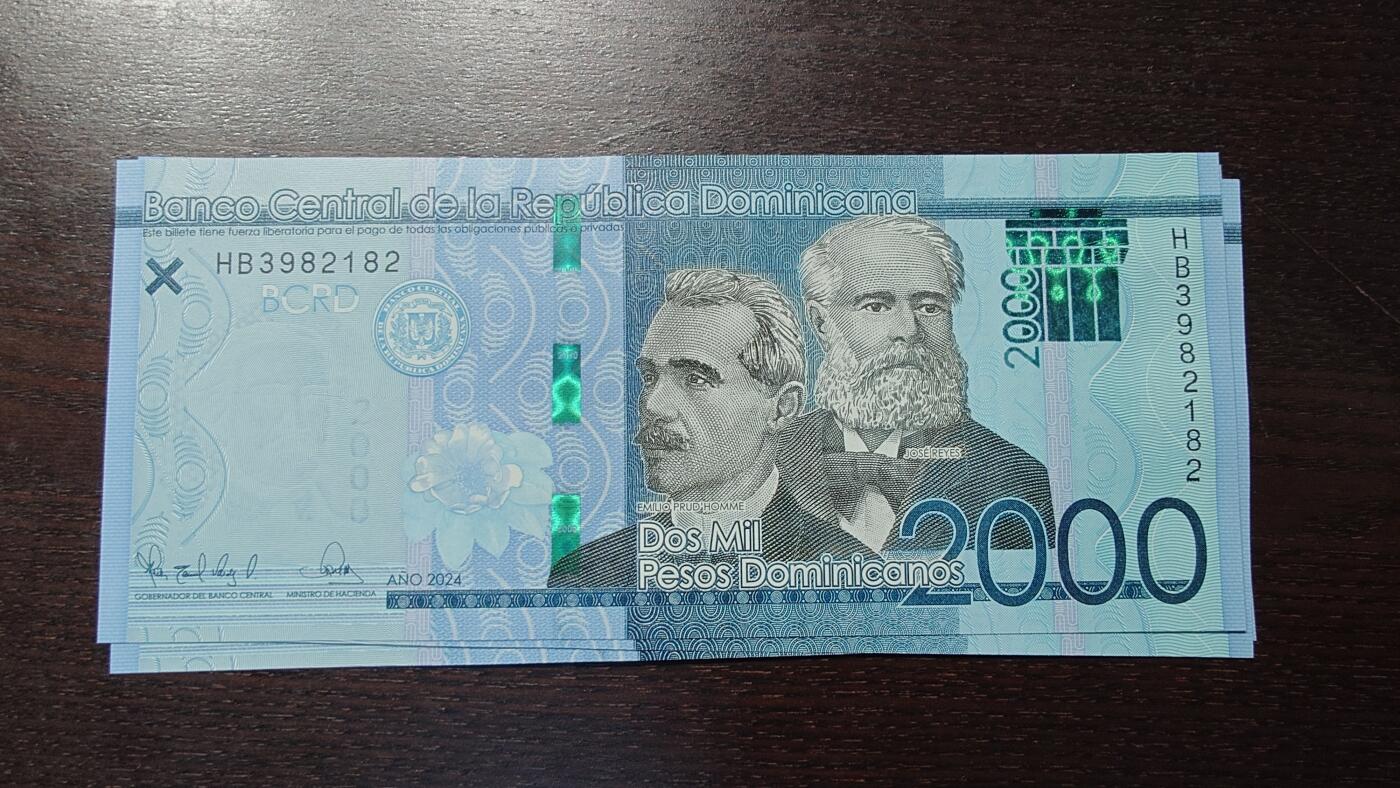 Banco Central de la República Dominicana
Este billete tiene fuerza liberatoria para el pago de todas las obligaciones públicas o privadas
HB3982182
BCRD
HB3982182
2000
JOSÉ REYES
EMILIO PRUD'HOMME
Dos Mil
Pesos Dominicanos
2000
2000
AÑO 2024
GOBERNADOR DEL BANCO CENTRAL
MINISTRO DE HACIENDA